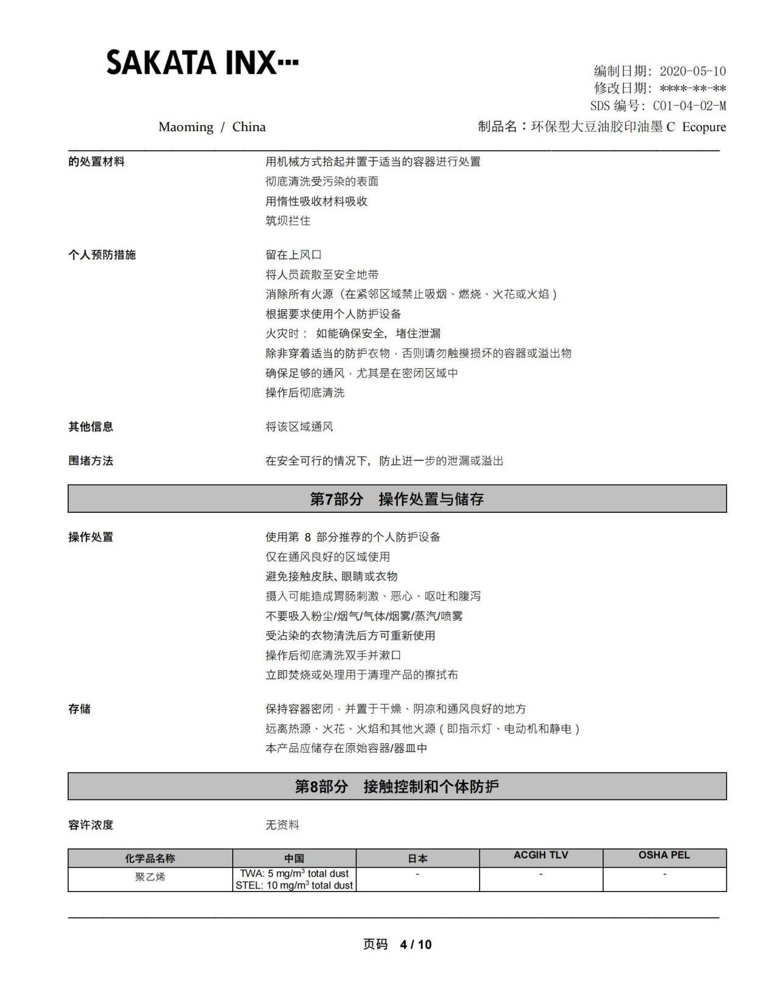 SAKATA INX
编制日期: 2020-05-10
修改日期: ****-**-**
SDS 编号: C01-04-02-M
Maoming / China
制品名：环保型大豆油胶印油墨 C Ecopure
的处置材料 用机械方式拾起并置于适当的容器进行处置
彻底清洗受污染的表面
用惰性吸收材料吸收
筑坝拦住
个人预防措施 留在上风口
将人员疏散至安全地带
消除所有火源（在紧邻区域禁止吸烟、燃烧、火花或火焰）
根据要求使用个人防护设备
火灾时： 如能确保安全，堵住泄漏
除非穿着适当的防护衣物，否则请勿触摸损坏的容器或溢出物
确保足够的通风，尤其是在密闭区域中
操作后彻底清洗
其他信息 将该区域通风
围堵方法 在安全可行的情况下，防止进一步的泄漏或溢出
第7部分 操作处置与储存
操作处置 使用第 8 部分推荐的个人防护设备
仅在通风良好的区域使用
避免接触皮肤、眼睛或衣物
摄入可能造成胃肠刺激、恶心、呕吐和腹泻
不要吸入粉尘/烟气/气体/烟雾/蒸汽/喷雾
受沾染的衣物清洗后方可重新使用
操作后彻底清洗双手并漱口
立即焚烧或处理用于清理产品的擦拭布
存储 保持容器密闭，并置于干燥、阴凉和通风良好的地方
远离热源、火花、火焰和其他火源（即指示灯、电动机和静电）
本产品应储存在原始容器/器皿中
第8部分 接触控制和个体防护
容许浓度 无资料
化学品名称 中国 日本 ACGIH TLV OSHA PEL
聚乙烯 TWA: 5 mg/m³ total dust - - -
STEL: 10 mg/m³ total dust
页码 4 / 10